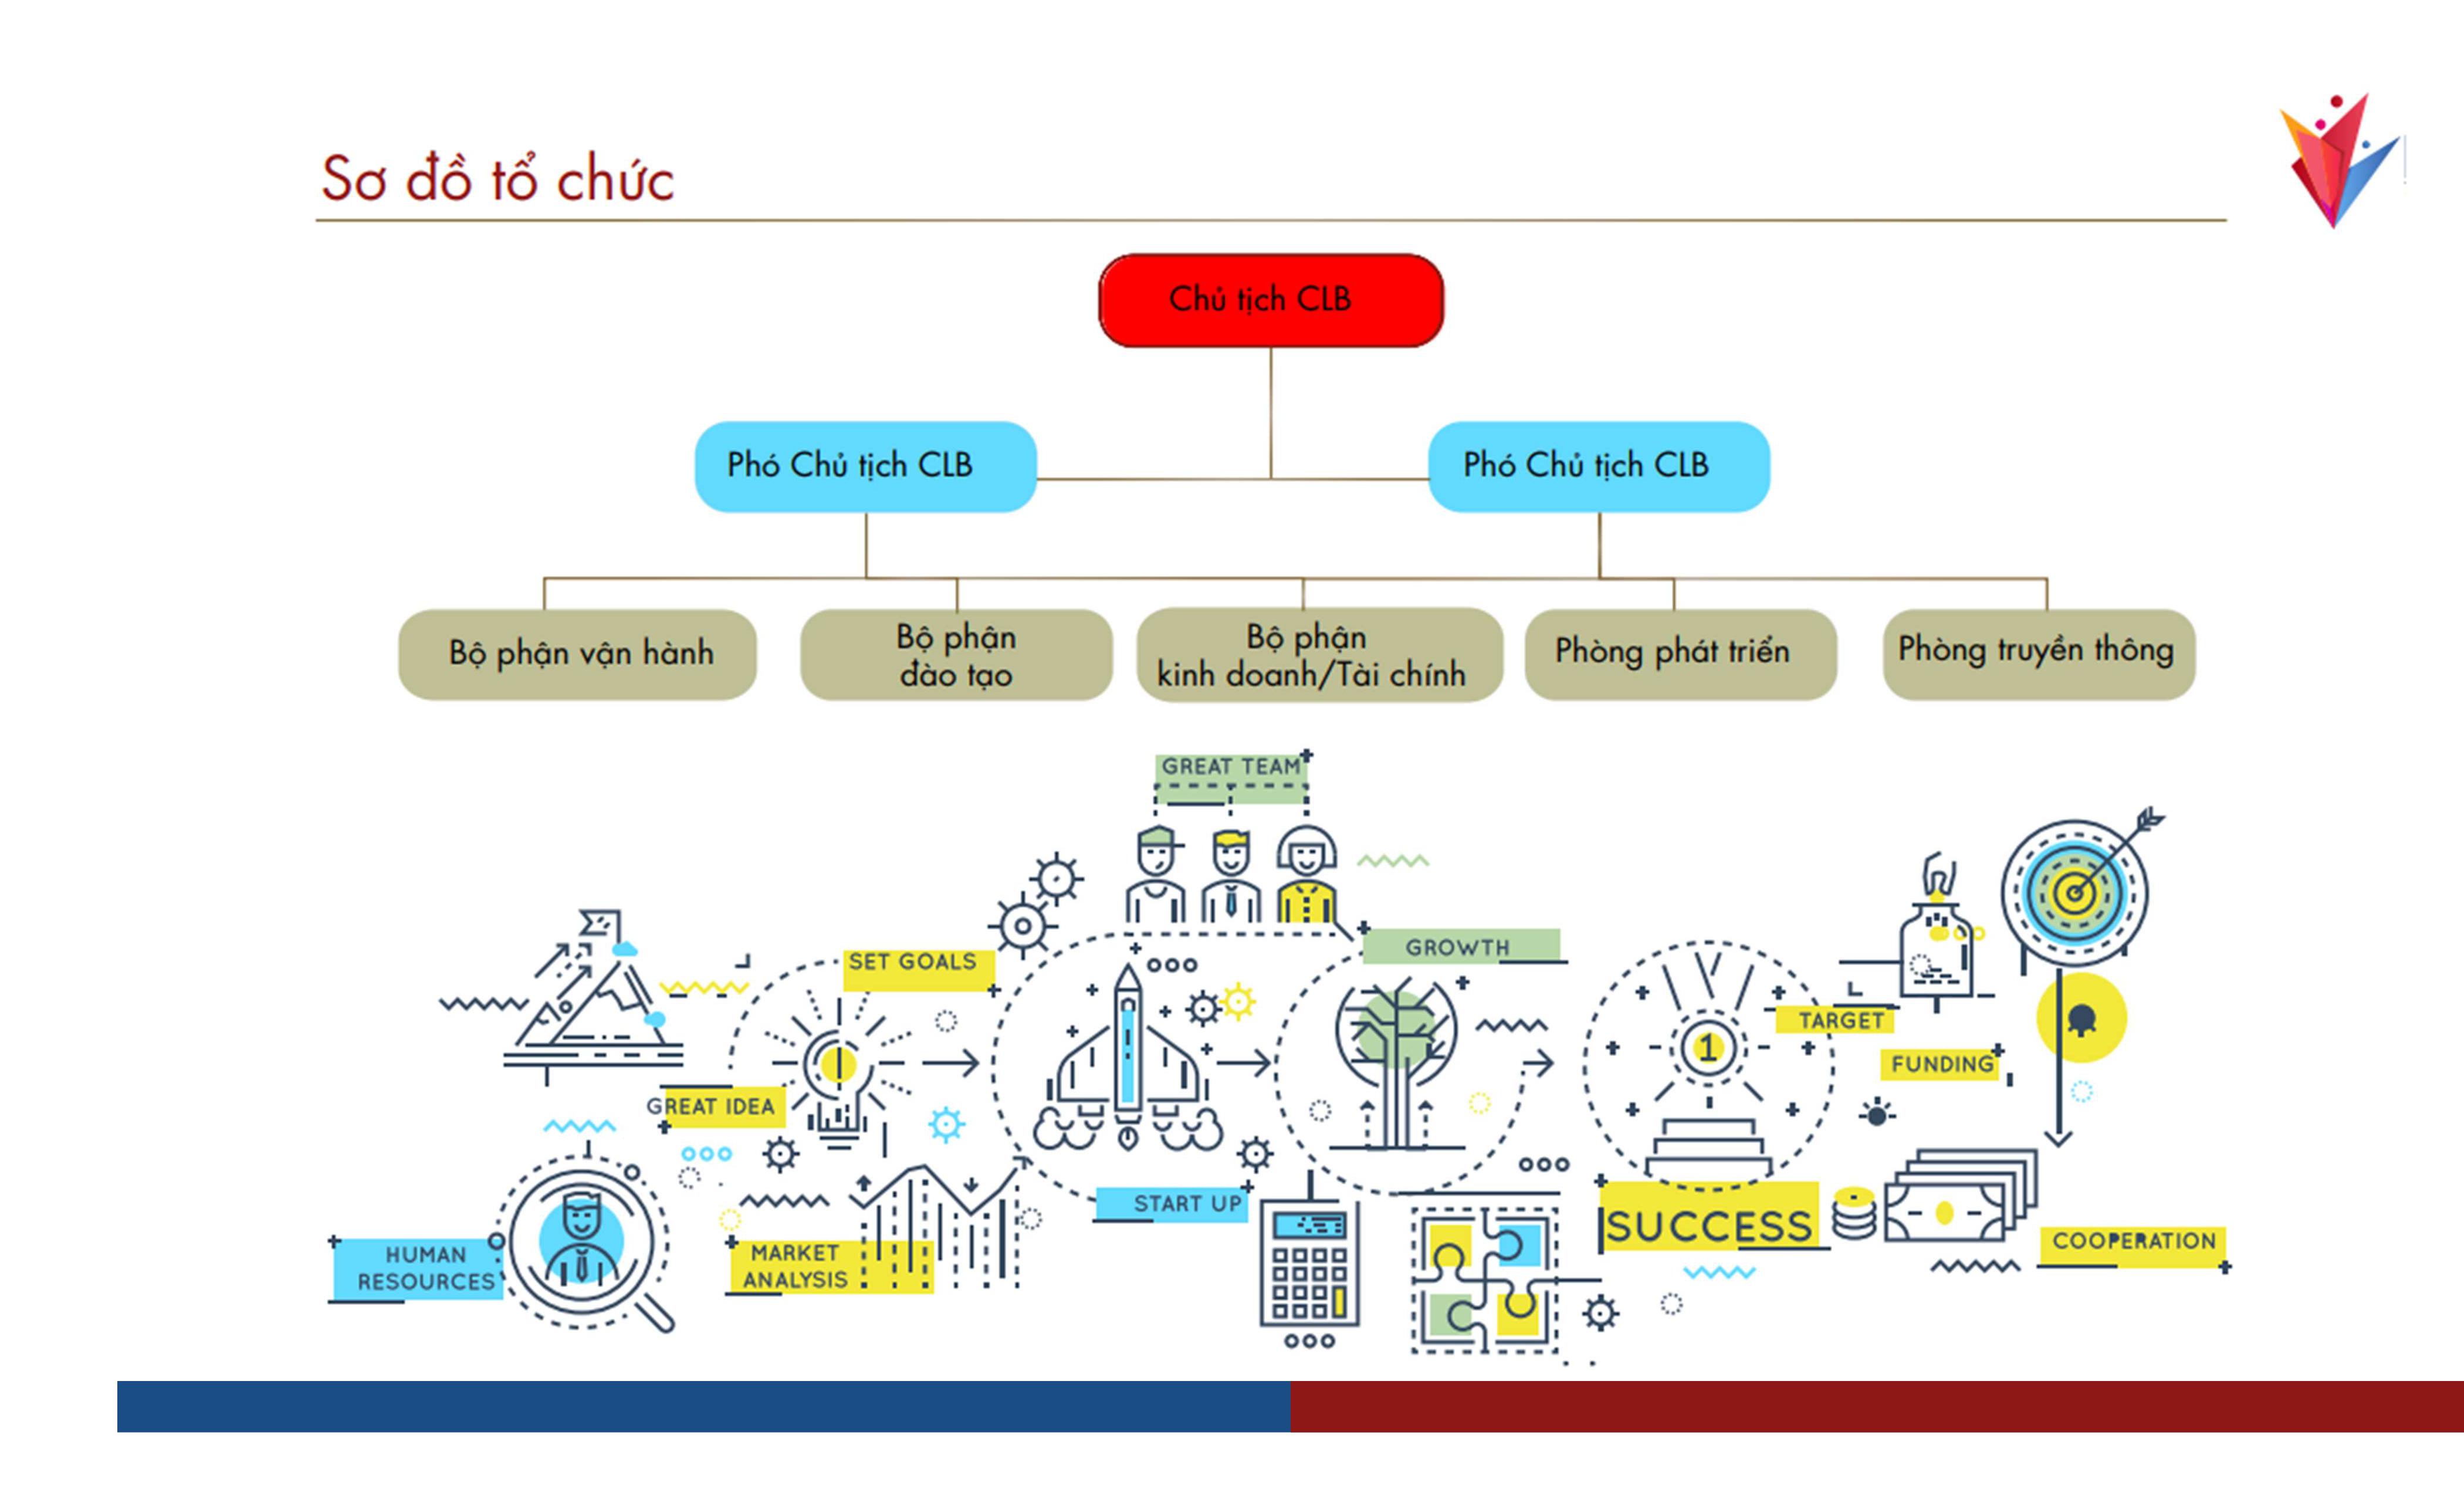 Sơ đồ tổ chức
Chủ tịch CLB
Phó Chủ tịch CLB
Phó Chủ tịch CLB
Bộ phận vận hành
Bộ phận
đào tạo
Bộ phận
kinh doanh/Tài chính
Phòng phát triển
Phòng truyền thông
GREAT TEAM
SET GOALS
GROWTH
TARGET
1
FUNDING
GREAT IDEA
START UP
SUCCESS
COOPERATION
HUMAN
RESOURCES
MARKET
ANALYSIS